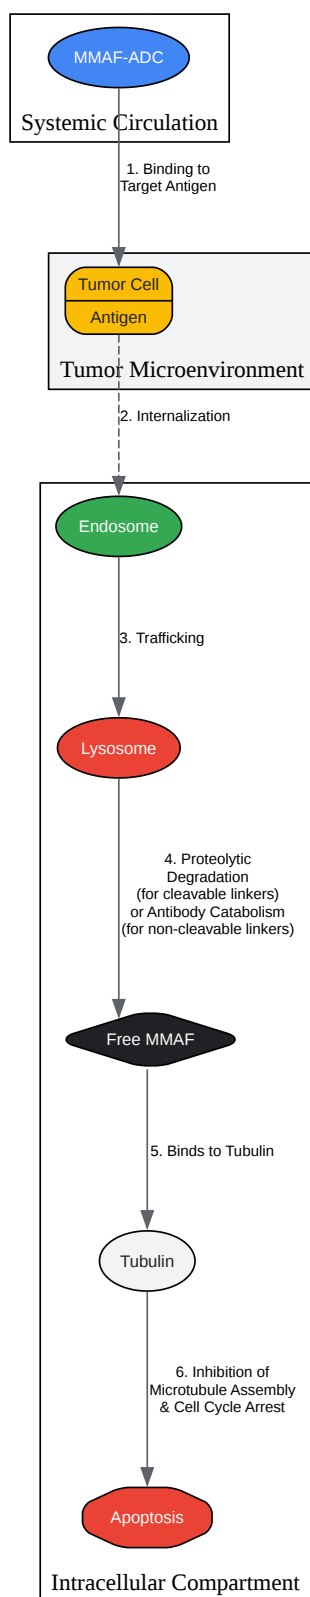 MMAF-ADC
Systemic Circulation
1. Binding to
Target Antigen
Tumor Cell
Antigen
Tumor Microenvironment
2. Internalization
Endosome
3. Trafficking
Lysosome
4. Proteolytic
Degradation
(for cleavable linkers)
or Antibody Catabolism
(for non-cleavable linkers)
Free MMAF
5. Binds to Tubulin
Tubulin
6. Inhibition of
Microtubule Assembly
& Cell Cycle Arrest
Apoptosis
Intracellular Compartment